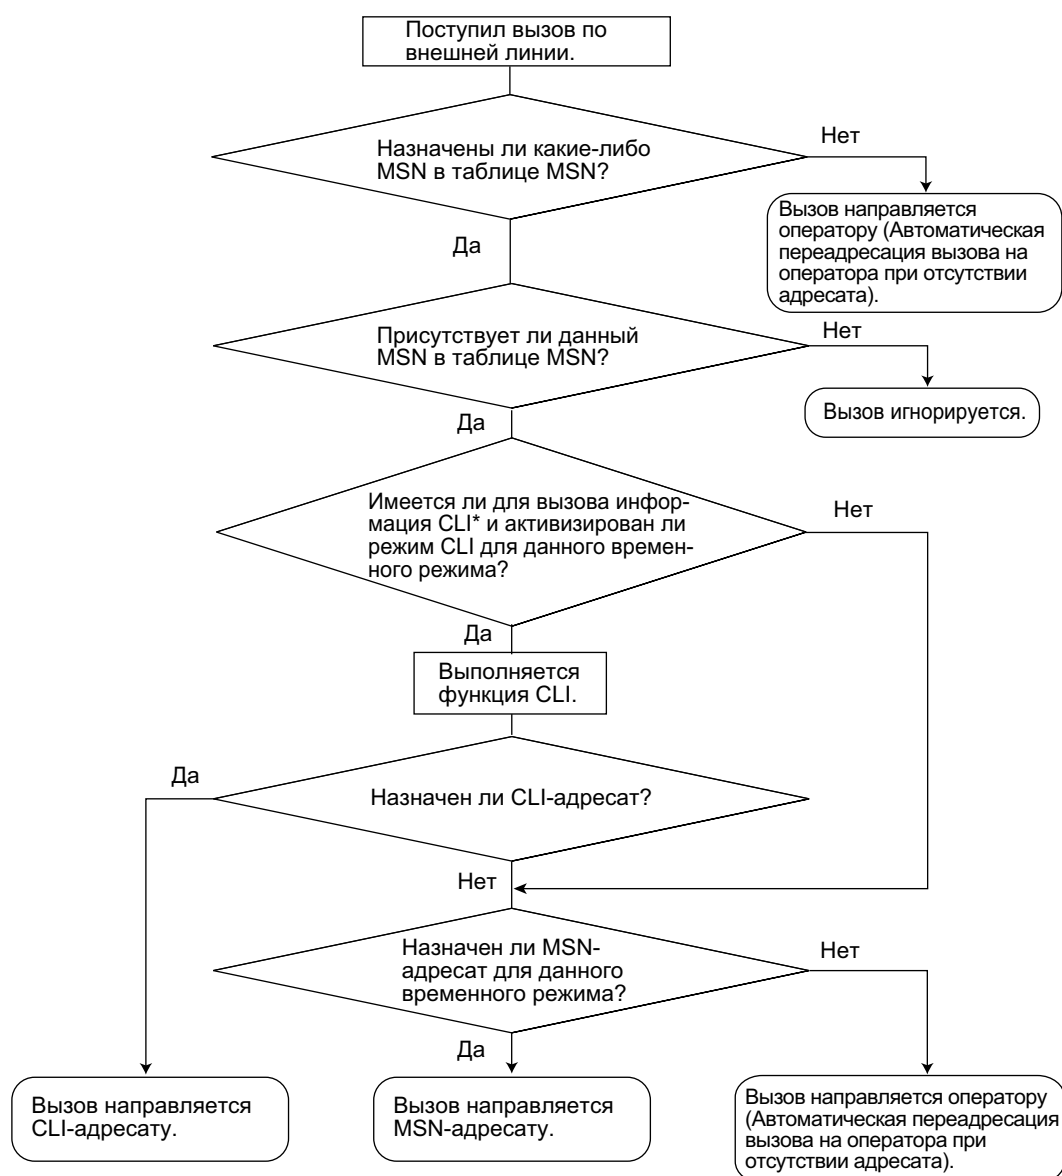 Поступил вызов по
внешней линии.
Назначены ли какие-либо
MSN в таблице MSN?
Нет
Вызов направляется
оператору (Автоматическая
переадресация вызова на
оператора при отсутствии
адресата).
Да
Присутствует ли данный
MSN в таблице MSN?
Нет
Вызов игнорируется.
Да
Имеется ли для вызова инфор-
мация CLI* и активизирован ли
режим CLI для данного времен-
ного режима?
Нет
Да
Выполняется
функция CLI.
Да
Назначен ли CLI-адресат?
Нет
Назначен ли MSN-
адресат для данного
временного режима?
Нет
Да
Вызов направляется
CLI-адресату.
Вызов направляется
MSN-адресату.
Вызов направляется оператору
(Автоматическая переадресация
вызова на оператора при
отсутствии адресата).